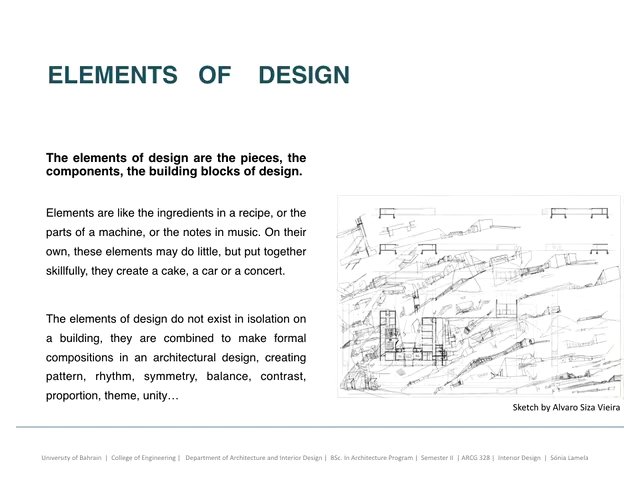 ELEMENTS OF DESIGN
The elements of design are the pieces, the
components, the building blocks of design.
Elements are like the ingredients in a recipe, or the
parts of a machine, or the notes in music. On their
own, these elements may do little, but put together
skillfully, they create a cake, a car or a concert.
The elements of design do not exist in isolation on
a building, they are combined to make formal
compositions in an architectural design, creating
pattern, rhythm, symmetry, balance, contrast,
proportion, theme, unity…
Sketch by Alvaro Siza Vieira
University of Bahrain | College of Engineering | Department of Architecture and Interior Design | BSc. In Architecture Program | Semester II | ARCG 328 | Interior Design | Sónia Lamela